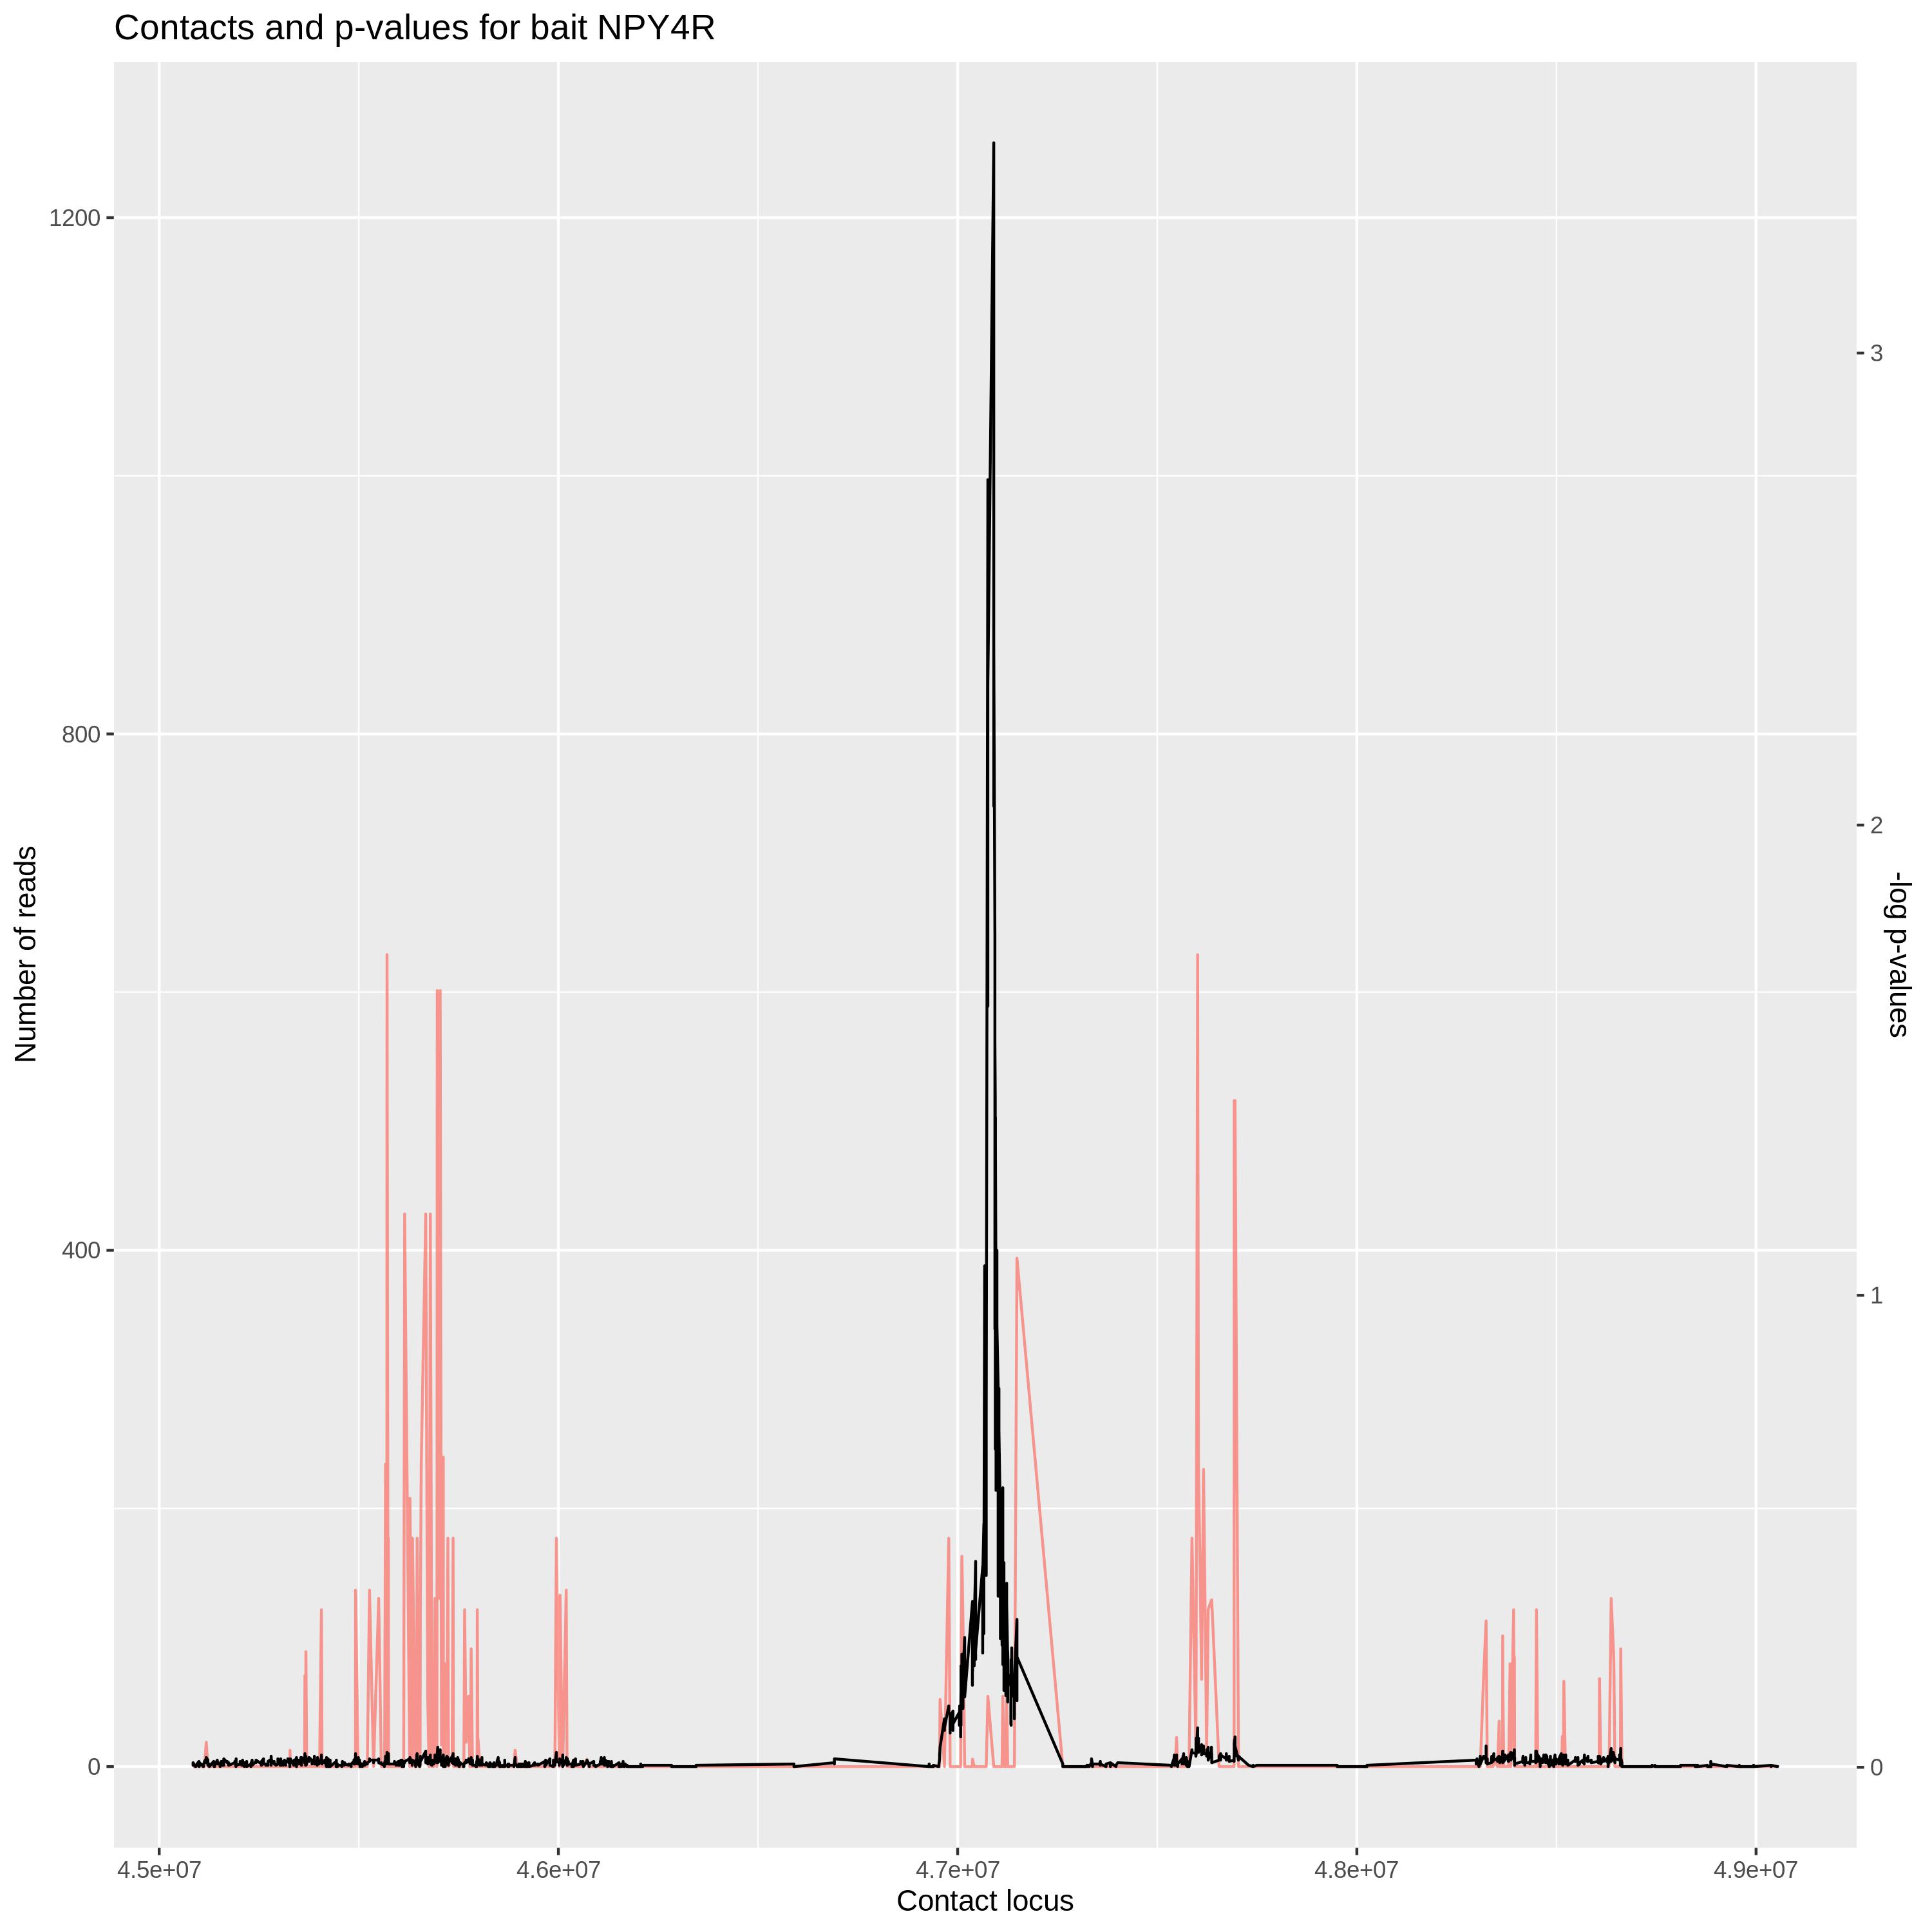 Contacts and p-values for bait NPY4R
Number of reads
1200
800
400
0
3
2
1
0
-log p-values
4.5e+07
4.6e+07
4.7e+07
4.8e+07
4.9e+07
Contact locus